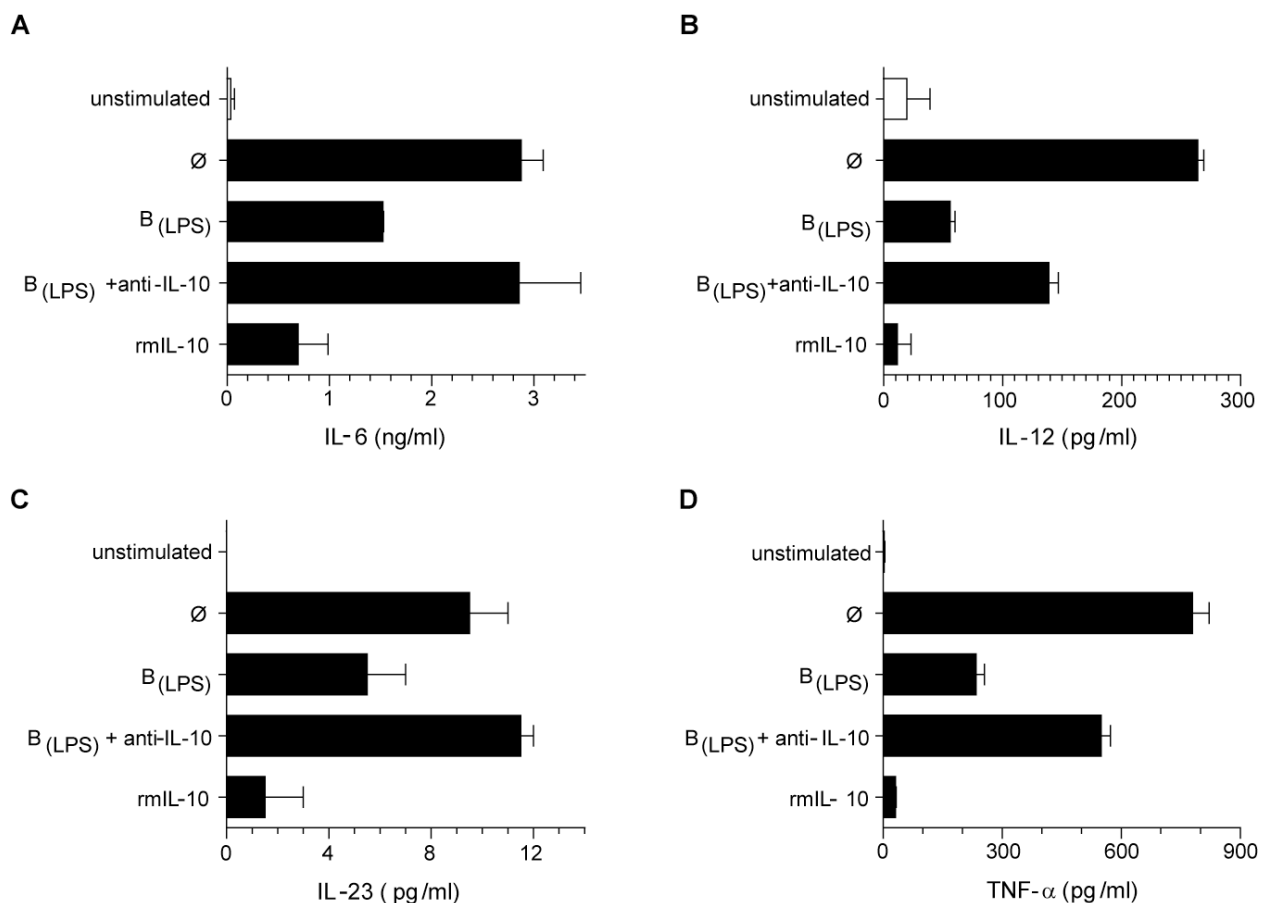 A
unstimulated
Ø
B(LPS)
B(LPS) +anti-IL-10
rmIL-10
0 1 2 3
IL-6 (ng/ml)
B
unstimulated
Ø
B(LPS)
B(LPS)+anti-IL-10
rmIL-10
0 100 200 300
IL-12 (pg/ml)
C
unstimulated
Ø
B(LPS)
B(LPS) + anti-IL-10
rmIL-10
0 4 8 12
IL-23 ( pg/ml)
D
unstimulated
Ø
B(LPS)
B(LPS)+ anti-IL-10
rmIL- 10
0 300 600 900
TNF-α (pg/ml)